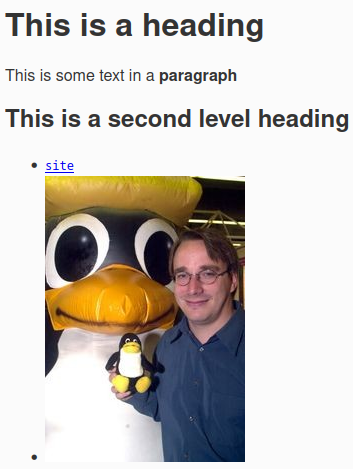 This is a heading
This is some text in a paragraph
This is a second level heading
site